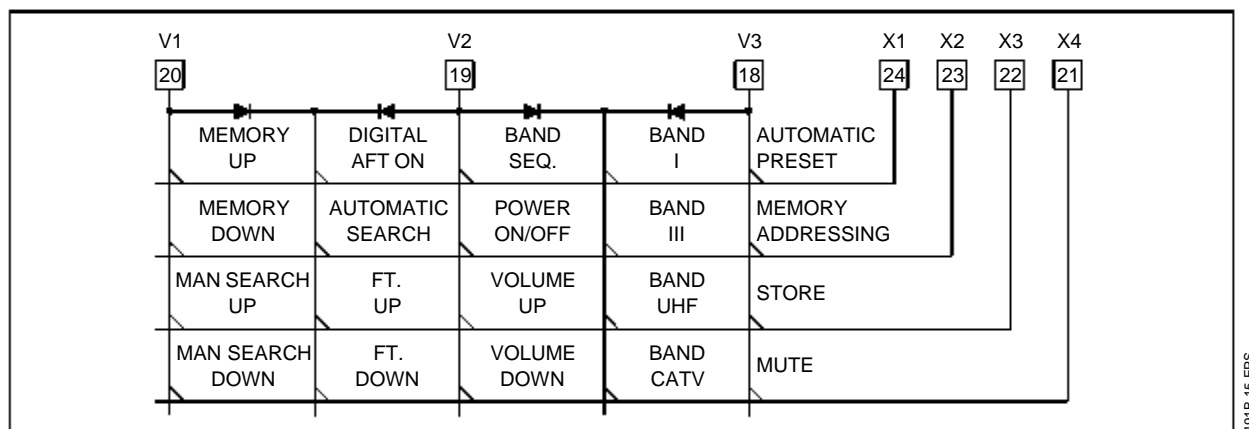 V1 V2 V3 X1 X2 X3 X4
20 19 18 24 23 22 21
MEMORY UP
DIGITAL AFT ON
BAND SEQ.
BAND I
AUTOMATIC PRESET
MEMORY DOWN
AUTOMATIC SEARCH
POWER ON/OFF
BAND III
MEMORY ADDRESSING
MAN SEARCH UP
FT. UP
VOLUME UP
BAND UHF
STORE
MAN SEARCH DOWN
FT. DOWN
VOLUME DOWN
BAND CATV
MUTE